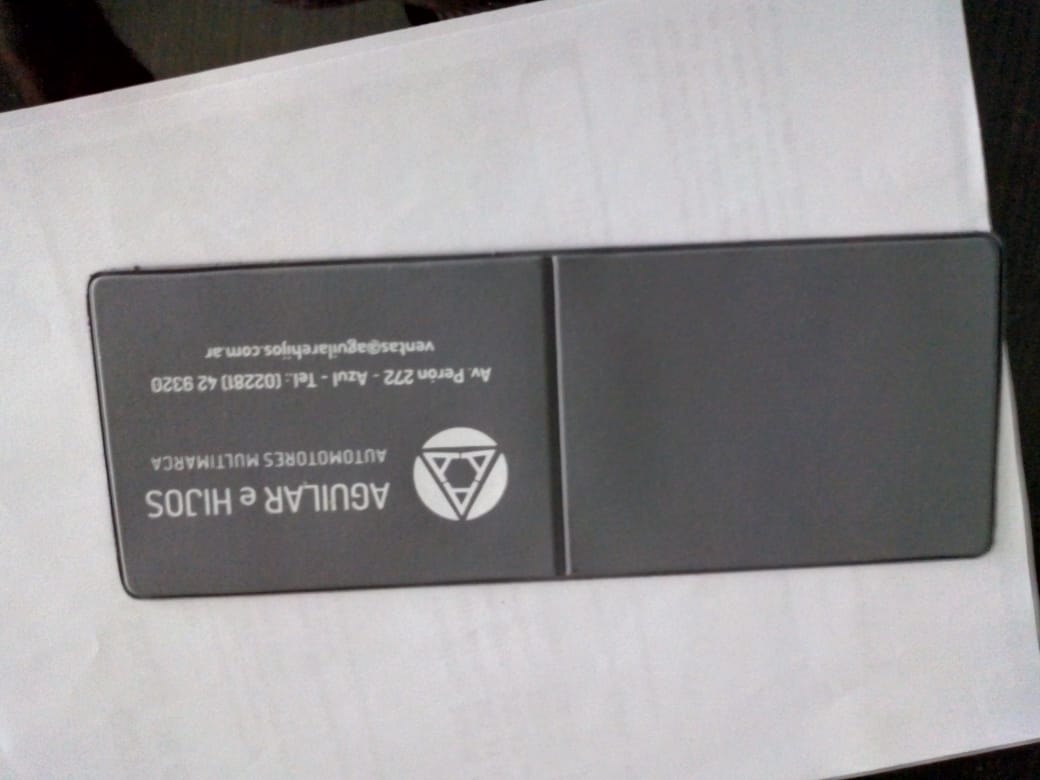 AGUILAR e HIJOS
AUTOMOTORES MULTIMARCA
Av. Perón 272 - Azul - Tel.: (02281) 42 9320
ventas@aguilarehijos.com.ar